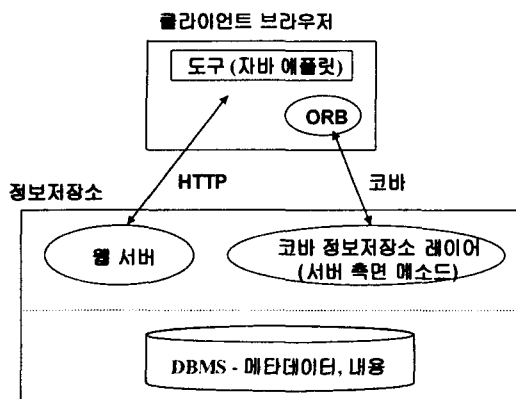 클라이언트 브라우저
도구 (자바 애플릿)
ORB
HTTP
코바
정보저장소
웹 서버
코바 정보저장소 레이어
(서버 측면 메소드)
DBMS - 메타데이터, 내용